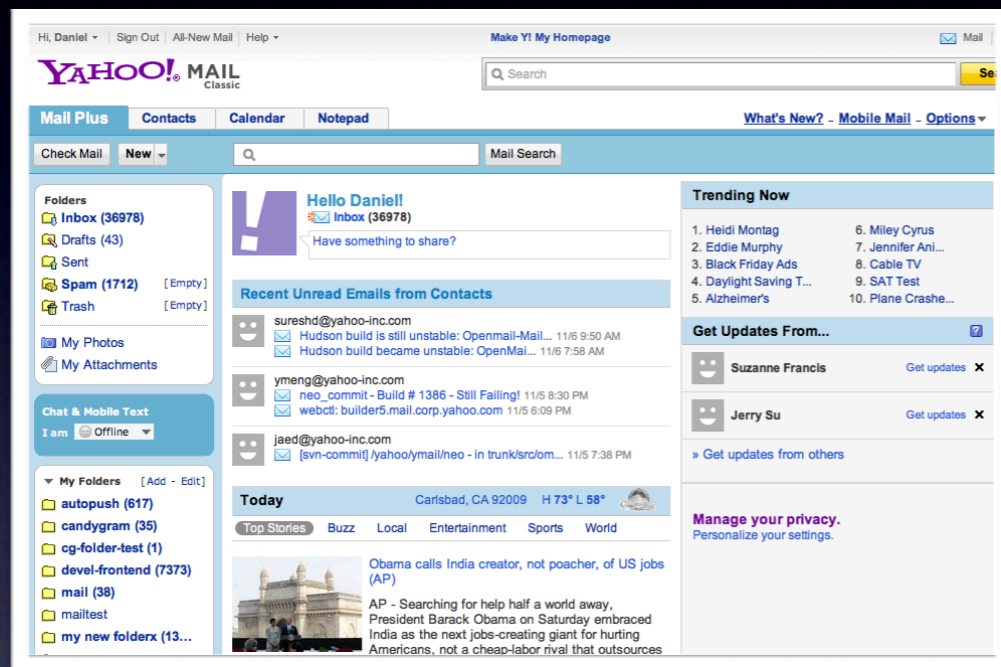 Hi, Daniel Sign Out All-New Mail Help
Make Y! My Homepage
Mail
YAHOO!® MAIL
Classic
Search
Sea
Mail Plus Contacts Calendar Notepad
What's New? - Mobile Mail - Options
Check Mail New
Mail Search
Folders
Inbox (36978)
Drafts (43)
Sent
Spam (1712) [Empty]
Trash [Empty]
My Photos
My Attachments
Chat & Mobile Text
I am Offline
My Folders [Add - Edit]
autopush (617)
candygram (35)
cg-folder-test (1)
devel-frontend (7373)
mail (38)
mailtest
my new folderx (13...
Hello Daniel!
Inbox (36978)
Have something to share?
Recent Unread Emails from Contacts
sureshd@yahoo-inc.com
Hudson build is still unstable: Openmail-Mail... 11/6 9:50 AM
Hudson build became unstable: OpenMai... 11/6 7:58 AM
ymeng@yahoo-inc.com
neo_commit - Build # 1386 - Still Failing! 11/5 8:30 PM
webctl: builder5.mail.corp.yahoo.com 11/5 6:09 PM
jaed@yahoo-inc.com
[svn-commit] /yahoo/ymail/neo - in trunk/src/om... 11/5 7:38 PM
Today Carlsbad, CA 92009 H 73° L 58°
Top Stories Buzz Local Entertainment Sports World
Obama calls India creator, not poacher, of US jobs
(AP)
AP - Searching for help half a world away,
President Barack Obama on Saturday embraced
India as the next jobs-creating giant for hurting
Americans, not a cheap-labor rival that outsources
Trending Now
1. Heidi Montag
2. Eddie Murphy
3. Black Friday Ads
4. Daylight Saving T...
5. Alzheimer's
6. Miley Cyrus
7. Jennifer Ani...
8. Cable TV
9. SAT Test
10. Plane Crashe...
Get Updates From... ?
Suzanne Francis Get updates X
Jerry Su Get updates X
» Get updates from others
Manage your privacy.
Personalize your settings.